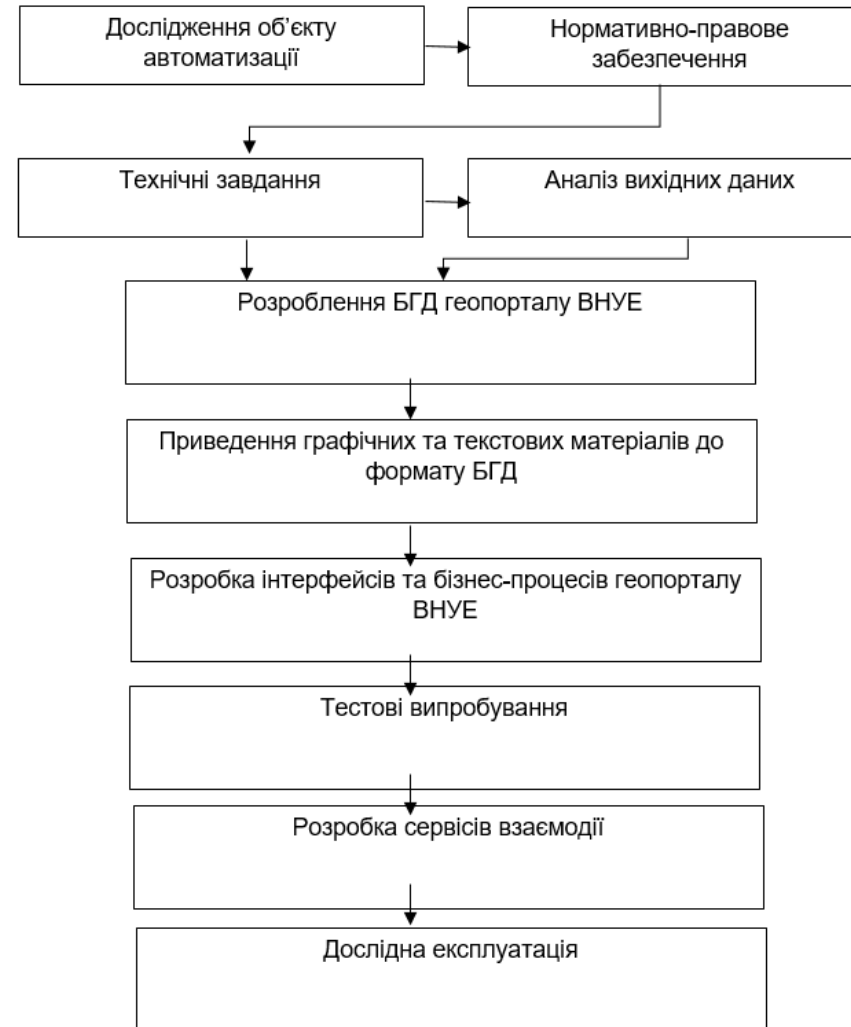 Дослідження об’єкту
автоматизації
Нормативно-правове
забезпечення
Технічні завдання
Аналіз вихідних даних
Розроблення БГД геопорталу ВНУЕ
Приведення графічних та текстових матеріалів до
формату БГД
Розробка інтерфейсів та бізнес-процесів геопорталу
ВНУЕ
Тестові випробування
Розробка сервісів взаємодії
Дослідна експлуатація